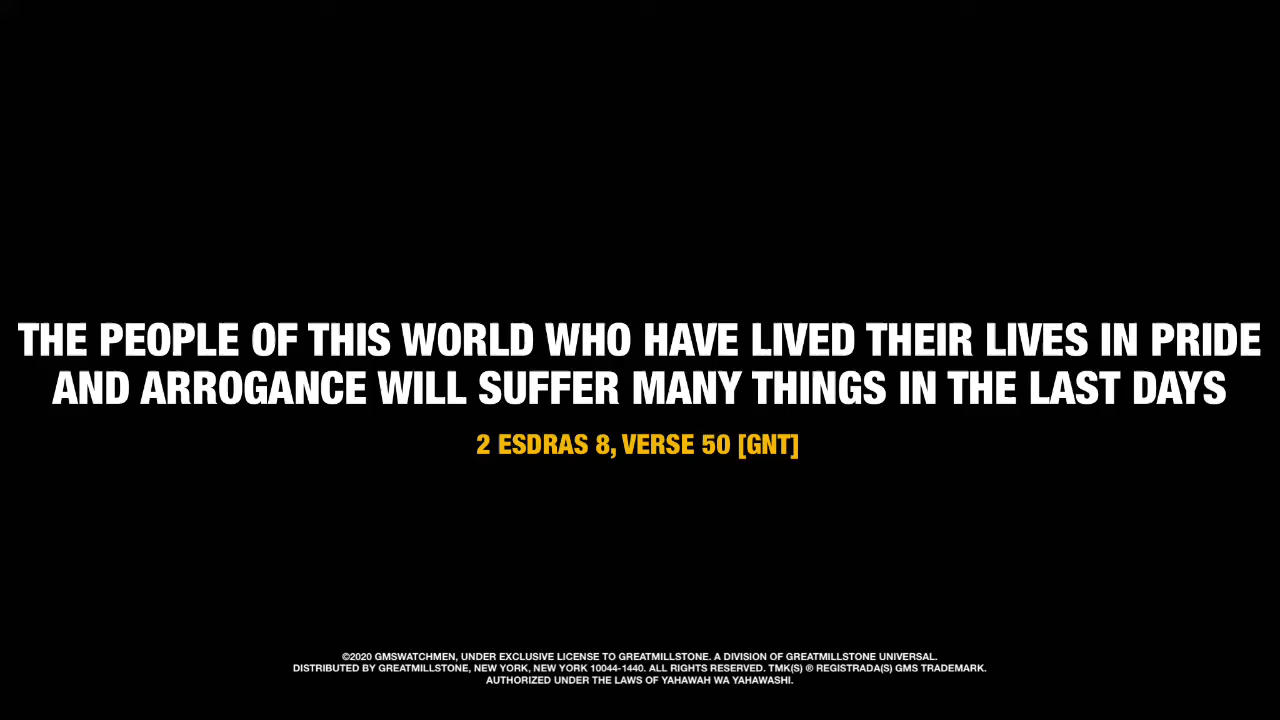 THE PEOPLE OF THIS WORLD WHO HAVE LIVED THEIR LIVES IN PRIDE
AND ARROGANCE WILL SUFFER MANY THINGS IN THE LAST DAYS
2 ESDRAS 8, VERSE 50 [GNT]
©2020 GMSWATCHMEN, UNDER EXCLUSIVE LICENSE TO GREATMILLSTONE. A DIVISION OF GREATMILLSTONE UNIVERSAL.
DISTRIBUTED BY GREATMILLSTONE, NEW YORK, NEW YORK 10044-1440. ALL RIGHTS RESERVED. TMK(S) ® REGISTRADA(S) GMS TRADEMARK.
AUTHORIZED UNDER THE LAWS OF YAHAWAH WA YAHAWASHI.